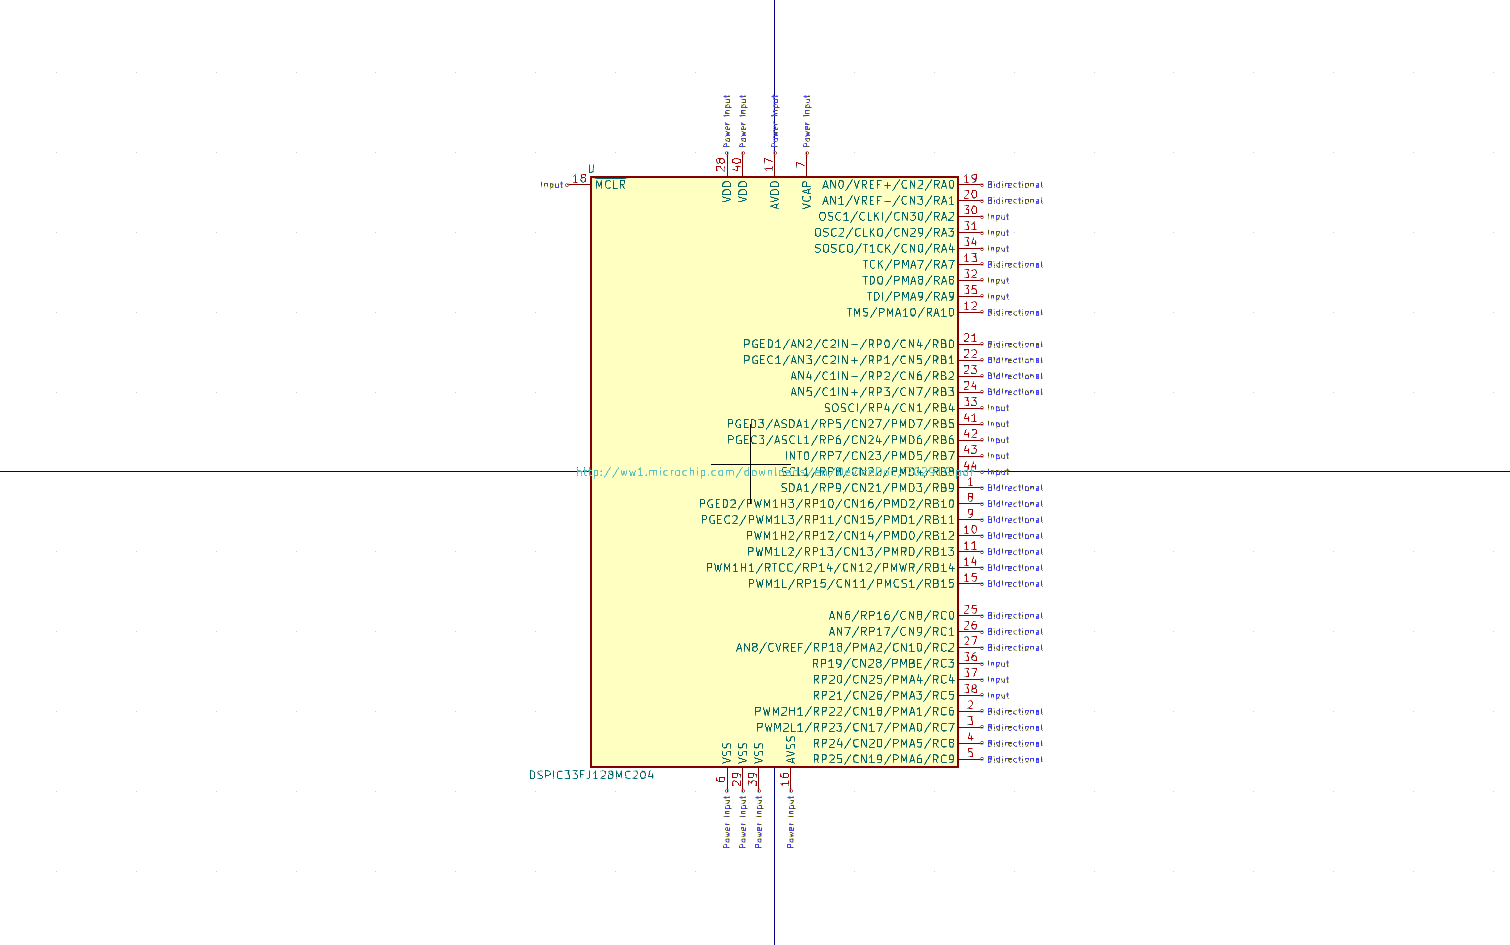 Power Input
Power Input
Power Input
Power Input
28
40
17
7
U
Input 18 MCLR
VDD
VDD
AVDD
VCAP
AN0/VREF+/CN2/RA0 19 Bidirectional
AN1/VREF-/CN3/RA1 20 Bidirectional
OSC1/CLKI/CN30/RA2 30 Input
OSC2/CLKO/CN29/RA3 31 Input
SOSCO/T1CK/CN0/RA4 34 Input
TCK/PMA7/RA7 13 Bidirectional
TDO/PMA8/RA8 32 Input
TDI/PMA9/RA9 35 Input
TMS/PMA10/RA10 12 Bidirectional
PGED1/AN2/C2IN-/RP0/CN4/RB0 21 Bidirectional
PGEC1/AN3/C2IN+/RP1/CN5/RB1 22 Bidirectional
AN4/C1IN-/RP2/CN6/RB2 23 Bidirectional
AN5/C1IN+/RP3/CN7/RB3 24 Bidirectional
SOSCI/RP4/CN1/RB4 33 Input
PGED3/ASDA1/RP5/CN27/PMD7/RB5 41 Input
PGEC3/ASCL1/RP6/CN24/PMD6/RB6 42 Input
INT0/RP7/CN23/PMD5/RB7 43 Input
44 Input
SDA1/RP9/CN21/PMD3/RB9 1 Bidirectional
PGED2/PWM1H3/RP10/CN16/PMD2/RB10 8 Bidirectional
PGEC2/PWM1L3/RP11/CN15/PMD1/RB11 9 Bidirectional
PWM1H2/RP12/CN14/PMD0/RB12 10 Bidirectional
PWM1L2/RP13/CN13/PMRD/RB13 11 Bidirectional
PWM1H1/RTCC/RP14/CN12/PMWR/RB14 14 Bidirectional
PWM1L/RP15/CN11/PMCS1/RB15 15 Bidirectional
AN6/RP16/CN8/RC0 25 Bidirectional
AN7/RP17/CN9/RC1 26 Bidirectional
AN8/CVREF/RP18/PMA2/CN10/RC2 27 Bidirectional
RP19/CN28/PMBE/RC3 36 Input
RP20/CN25/PMA4/RC4 37 Input
RP21/CN26/PMA3/RC5 38 Input
PWM2H1/RP22/CN18/PMA1/RC6 2 Bidirectional
PWM2L1/RP23/CN17/PMA0/RC7 3 Bidirectional
RP24/CN20/PMA5/RC8 4 Bidirectional
RP25/CN19/PMA6/RC9 5 Bidirectional
VSS
VSS
VSS
AVSS
DSPIC33FJ128MC204
6
29
39
16
Power Input
Power Input
Power Input
Power Input